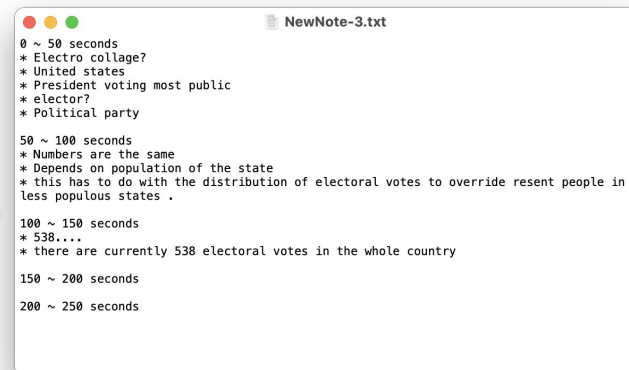 NewNote-3.txt
0 ~ 50 seconds
* Electro collage?
* United states
* President voting most public
* elector?
* Political party
50 ~ 100 seconds
* Numbers are the same
* Depends on population of the state
* this has to do with the distribution of electoral votes to override resent people in
less populous states .
100 ~ 150 seconds
* 538....
* there are currently 538 electoral votes in the whole country
150 ~ 200 seconds
200 ~ 250 seconds